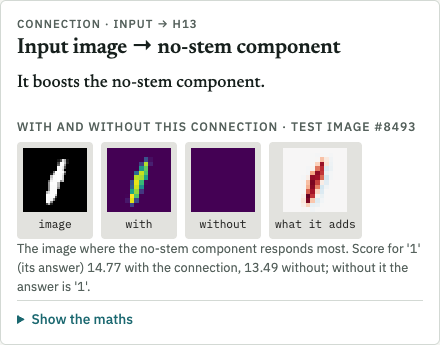 CONNECTION · INPUT → H13
Input image → no-stem component
It boosts the no-stem component.
WITH AND WITHOUT THIS CONNECTION · TEST IMAGE #8493
image with without what it adds
The image where the no-stem component responds most. Score for '1'
(its answer) 14.77 with the connection, 13.49 without; without it the
answer is '1'.
▶ Show the maths